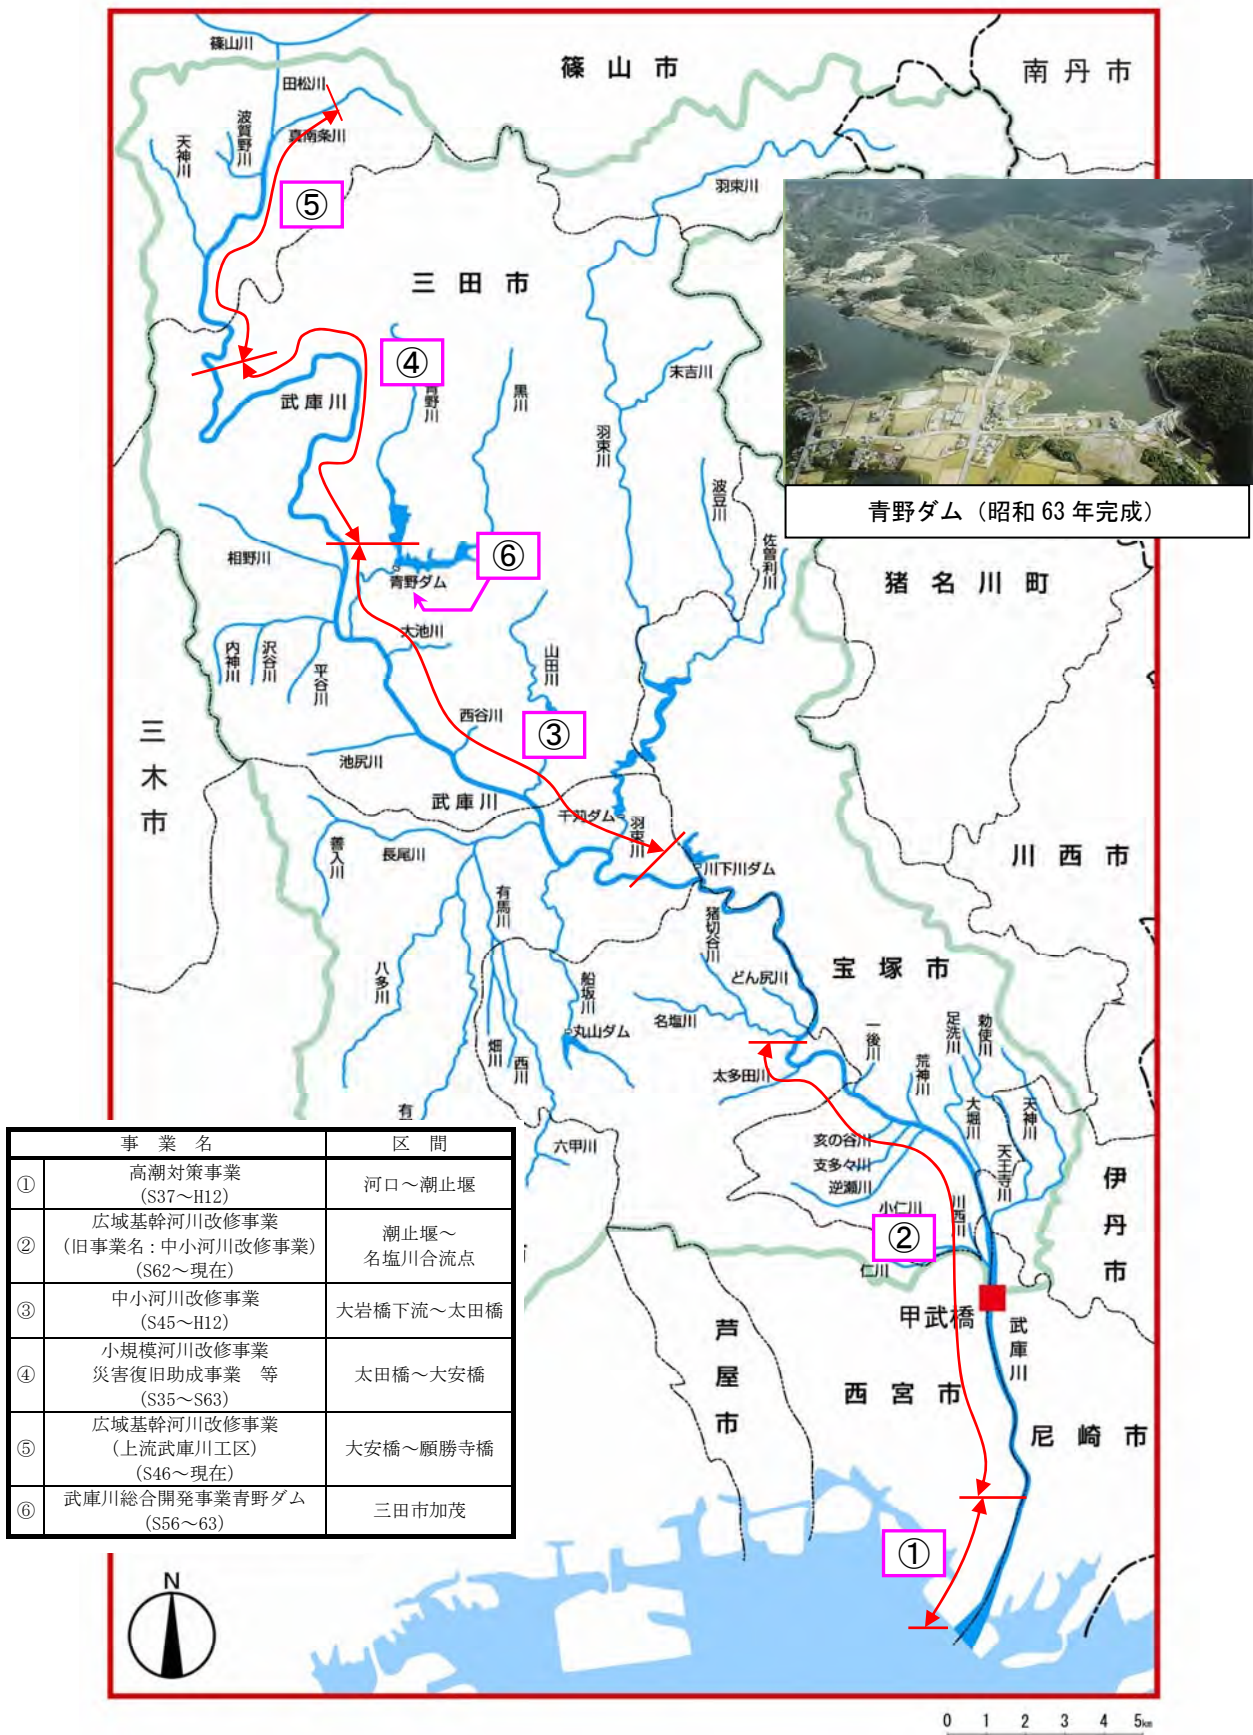 篠山川
篠山市
南丹市
田松川
波賀野川
天神川
真南条川
羽束川
⑤
三田市
④
青野川
黒川
末吉川
武庫川
羽束川
波豆川
佐曽利川
青野ダム（昭和 63 年完成）
相野川
⑥
青野ダム
猪名川町
大池川
内神川
沢谷川
平谷川
山田川
西谷川
③
三木市
池尻川
武庫川
千苅ダム
羽束川
善入川
長尾川
川下川ダム
川西市
有馬川
猪切谷川
八多川
船坂川
どん尻川
宝塚市
名塩川
丸山ダム
畑川
西川
一後川
足洗川
勅使川
荒神川
太多田川
大堀川
天神川
有
六甲川
亥の谷川
支多々川
天王寺川
逆瀬川
小仁川
川西川
伊丹市
②
仁川
甲武橋
武庫川
芦屋市
西宮市
尼崎市
①
事 業 名 区 間
① 高潮対策事業 河口～潮止堰
(S37～H12)
② 広域基幹河川改修事業 潮止堰～
(旧事業名：中小河川改修事業) 名塩川合流点
(S62～現在)
③ 中小河川改修事業 大岩橋下流～太田橋
(S45～H12)
④ 小規模河川改修事業 太田橋～大安橋
災害復旧助成事業 等
(S35～S63)
⑤ 広域基幹河川改修事業 大安橋～願勝寺橋
(上流武庫川工区)
(S46～現在)
⑥ 武庫川総合開発事業青野ダム 三田市加茂
(S56～63)
N
0 1 2 3 4 5km